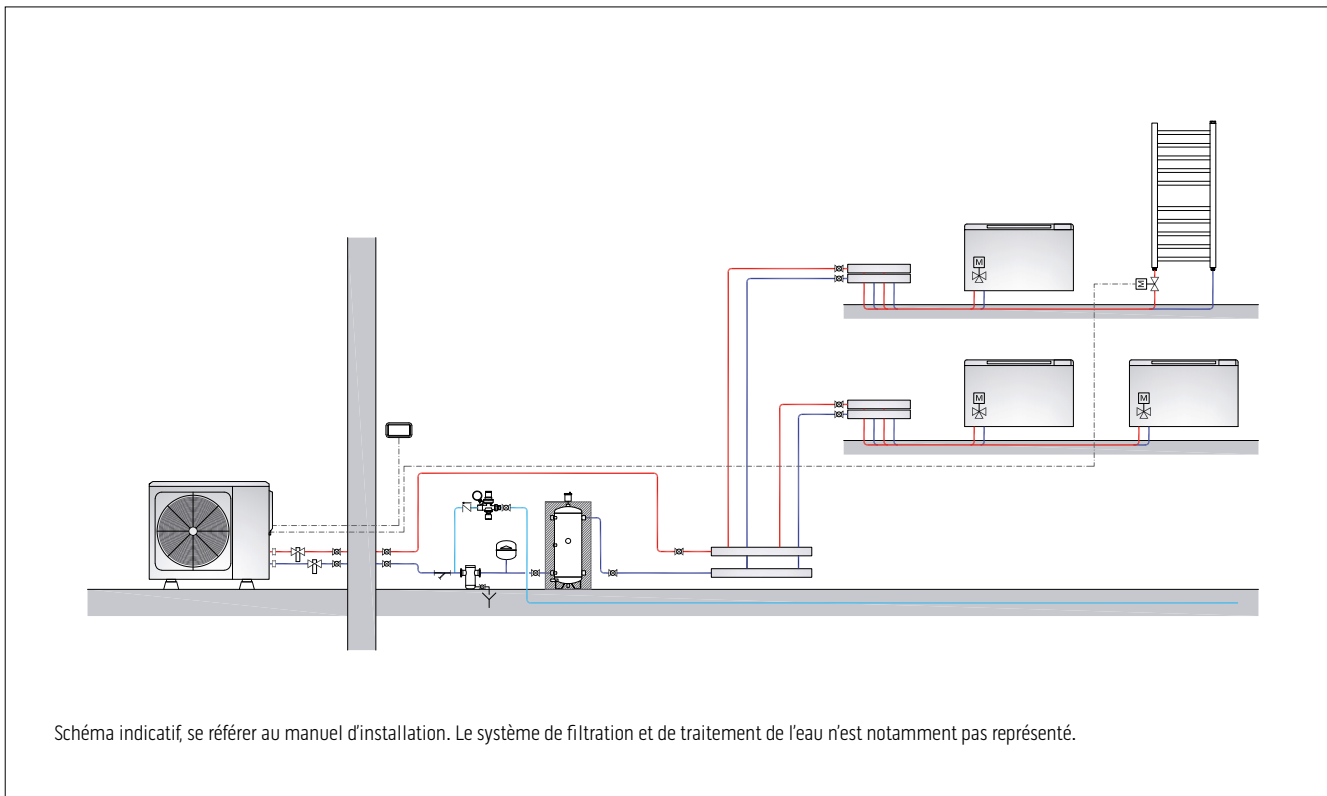 M
M
M
M
Schéma indicatif, se référer au manuel d'installation. Le système de filtration et de traitement de l'eau n'est notamment pas représenté.